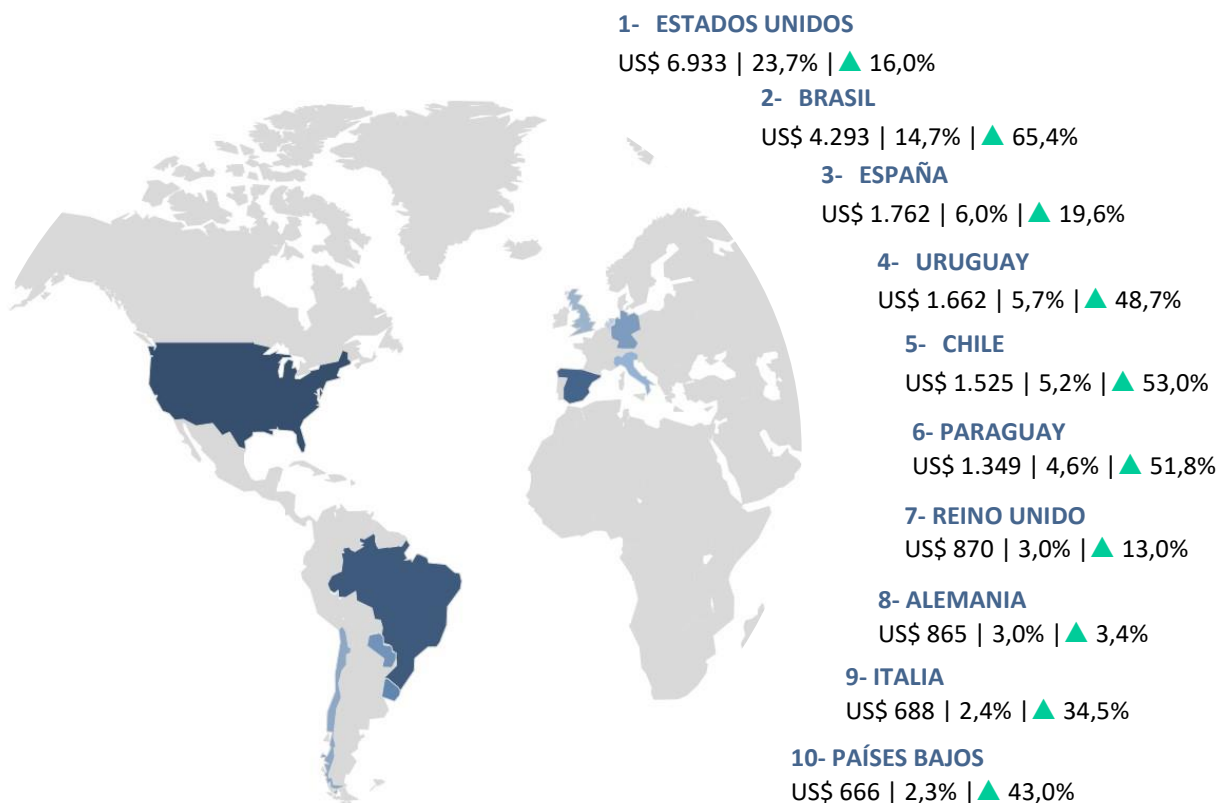 1- ESTADOS UNIDOS
US$ 6.933 | 23,7% | ▲ 16,0%
2- BRASIL
US$ 4.293 | 14,7% | ▲ 65,4%
3- ESPAÑA
US$ 1.762 | 6,0% | ▲ 19,6%
4- URUGUAY
US$ 1.662 | 5,7% | ▲ 48,7%
5- CHILE
US$ 1.525 | 5,2% | ▲ 53,0%
6- PARAGUAY
US$ 1.349 | 4,6% | ▲ 51,8%
7- REINO UNIDO
US$ 870 | 3,0% | ▲ 13,0%
8- ALEMANIA
US$ 865 | 3,0% | ▲ 3,4%
9- ITALIA
US$ 688 | 2,4% | ▲ 34,5%
10- PAÍSES BAJOS
US$ 666 | 2,3% | ▲ 43,0%